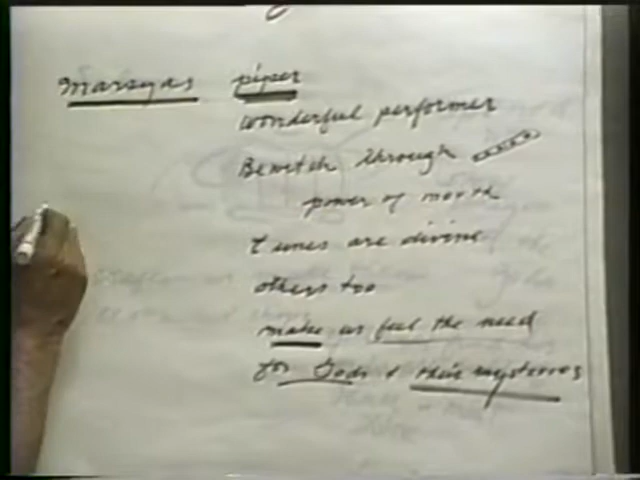 Marsyas piper
wonderful performer
Bewitch through
power of mouth
Tunes are divine
others too
make us feel the need
for Gods & their mysteries